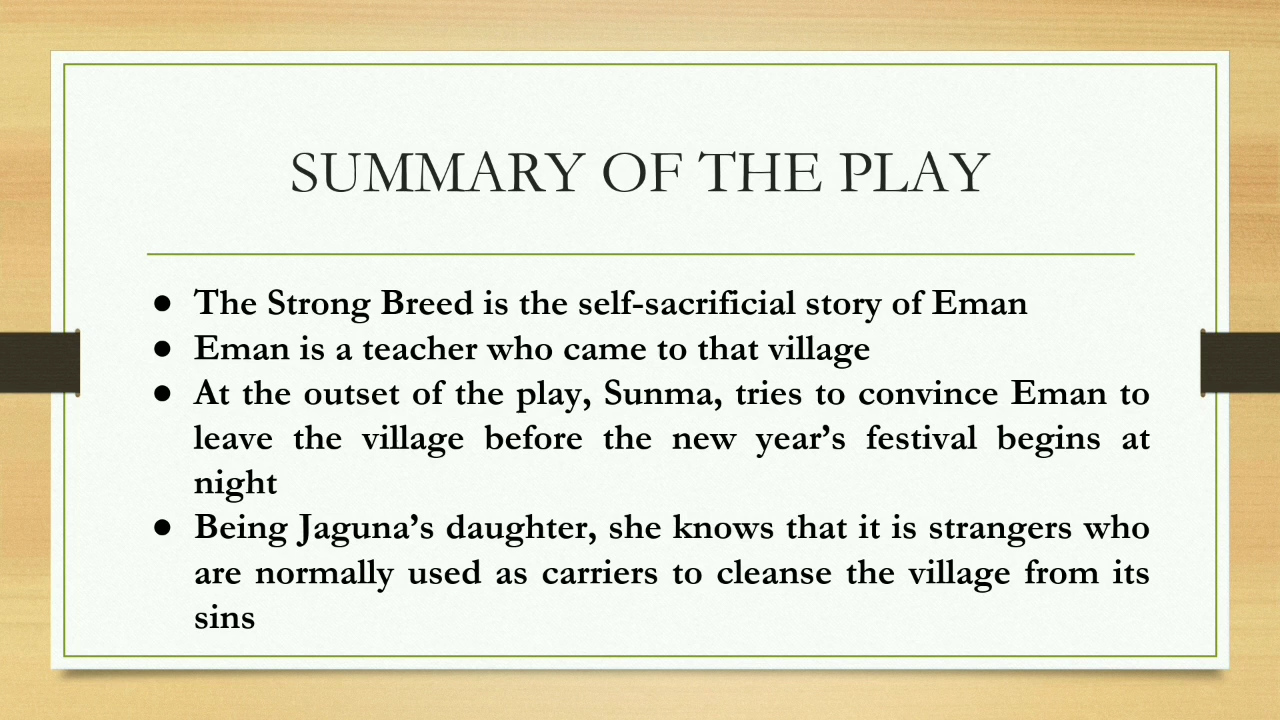 SUMMARY OF THE PLAY
● The Strong Breed is the self-sacrificial story of Eman
● Eman is a teacher who came to that village
● At the outset of the play, Sunma, tries to convince Eman to
leave the village before the new year’s festival begins at
night
● Being Jaguna’s daughter, she knows that it is strangers who
are normally used as carriers to cleanse the village from its
sins